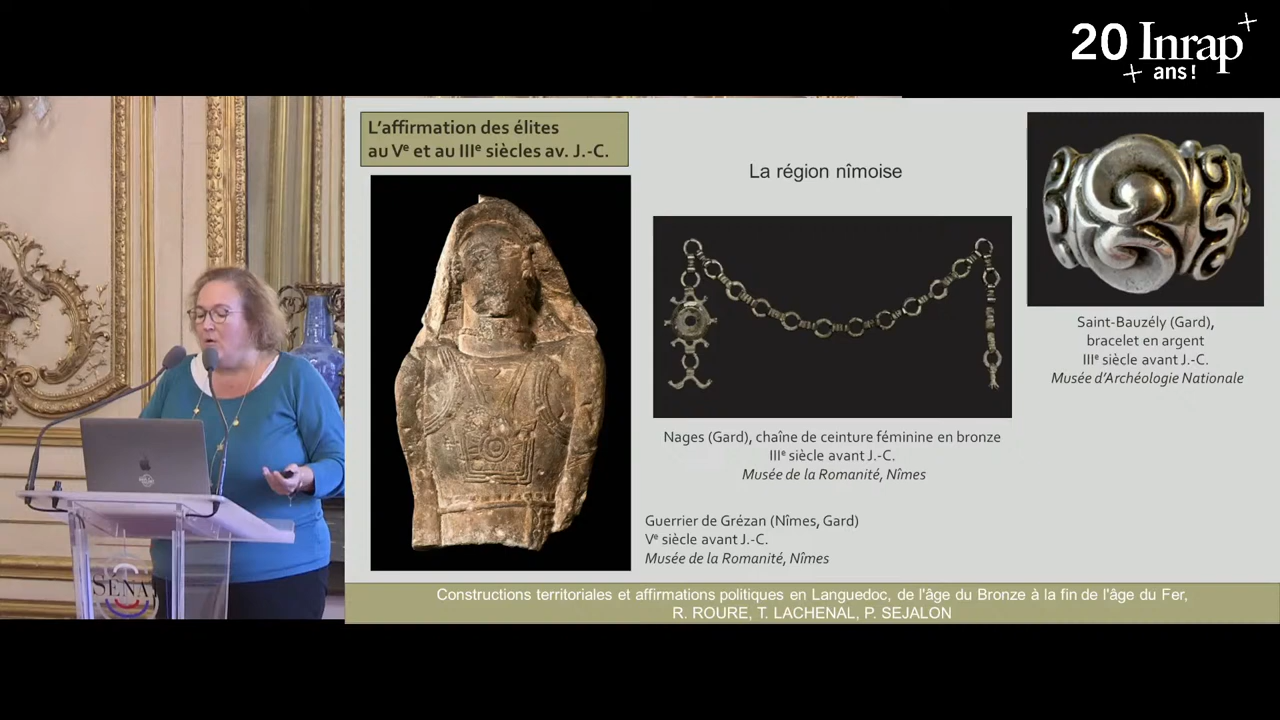 20 Inrap
ans !
L'affirmation des élites
au Vᵉ et au IIIᵉ siècles av. J.-C.
La région nîmoise
Saint-Bauzély (Gard),
bracelet en argent
IIIᵉ siècle avant J.-C.
Musée d'Archéologie Nationale
Nages (Gard), chaîne de ceinture féminine en bronze
IIIᵉ siècle avant J.-C.
Musée de la Romanité, Nîmes
Guerrier de Grézan (Nîmes, Gard)
Vᵉ siècle avant J.-C.
Musée de la Romanité, Nîmes
SÉNA
Constructions territoriales et affirmations politiques en Languedoc, de l'âge du Bronze à la fin de l'âge du Fer,
R. ROURE, T. LACHENAL, P. SEJALON